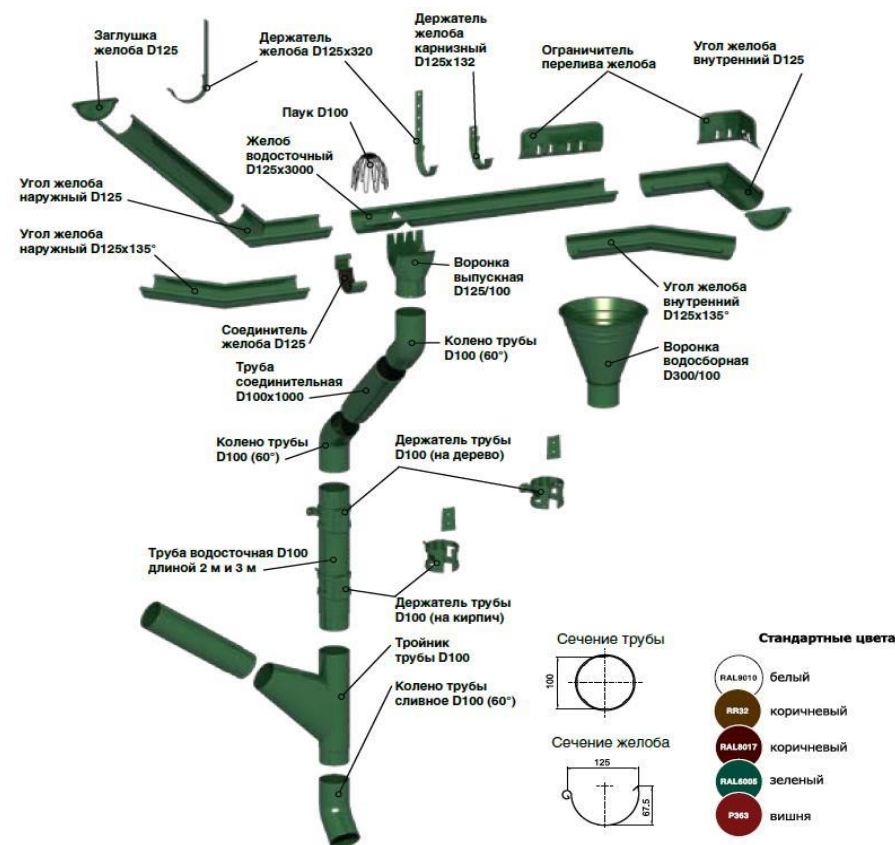 Заглушка
желоба D125
Держатель
желоба D125x320
Держатель
желоба
карнизный
D125x132
Ограничитель
перелива желоба
Угол желоба
внутренний D125
Паук D100
Желоб
водосточный
D125x3000
Угол желоба
наружный D125
Угол желоба
наружный D125x135°
Воронка
выпускная
D125/100
Угол желоба
внутренний
D125x135°
Соединитель
желоба D125
Колено трубы
D100 (60°)
Воронка
водосборная
D300/100
Труба
соединительная
D100x1000
Колено трубы
D100 (60°)
Держатель трубы
D100 (на дерево)
Труба водосточная D100
длиной 2 м и 3 м
Держатель трубы
D100 (на кирпич)
Тройник
трубы D100
Колено трубы
сливное D100 (60°)
Сечение трубы
100
Сечение желоба
125
67,5
Стандартные цвета
RAL9010 белый
RR32 коричневый
RAL8017 коричневый
RAL6005 зеленый
P363 вишня